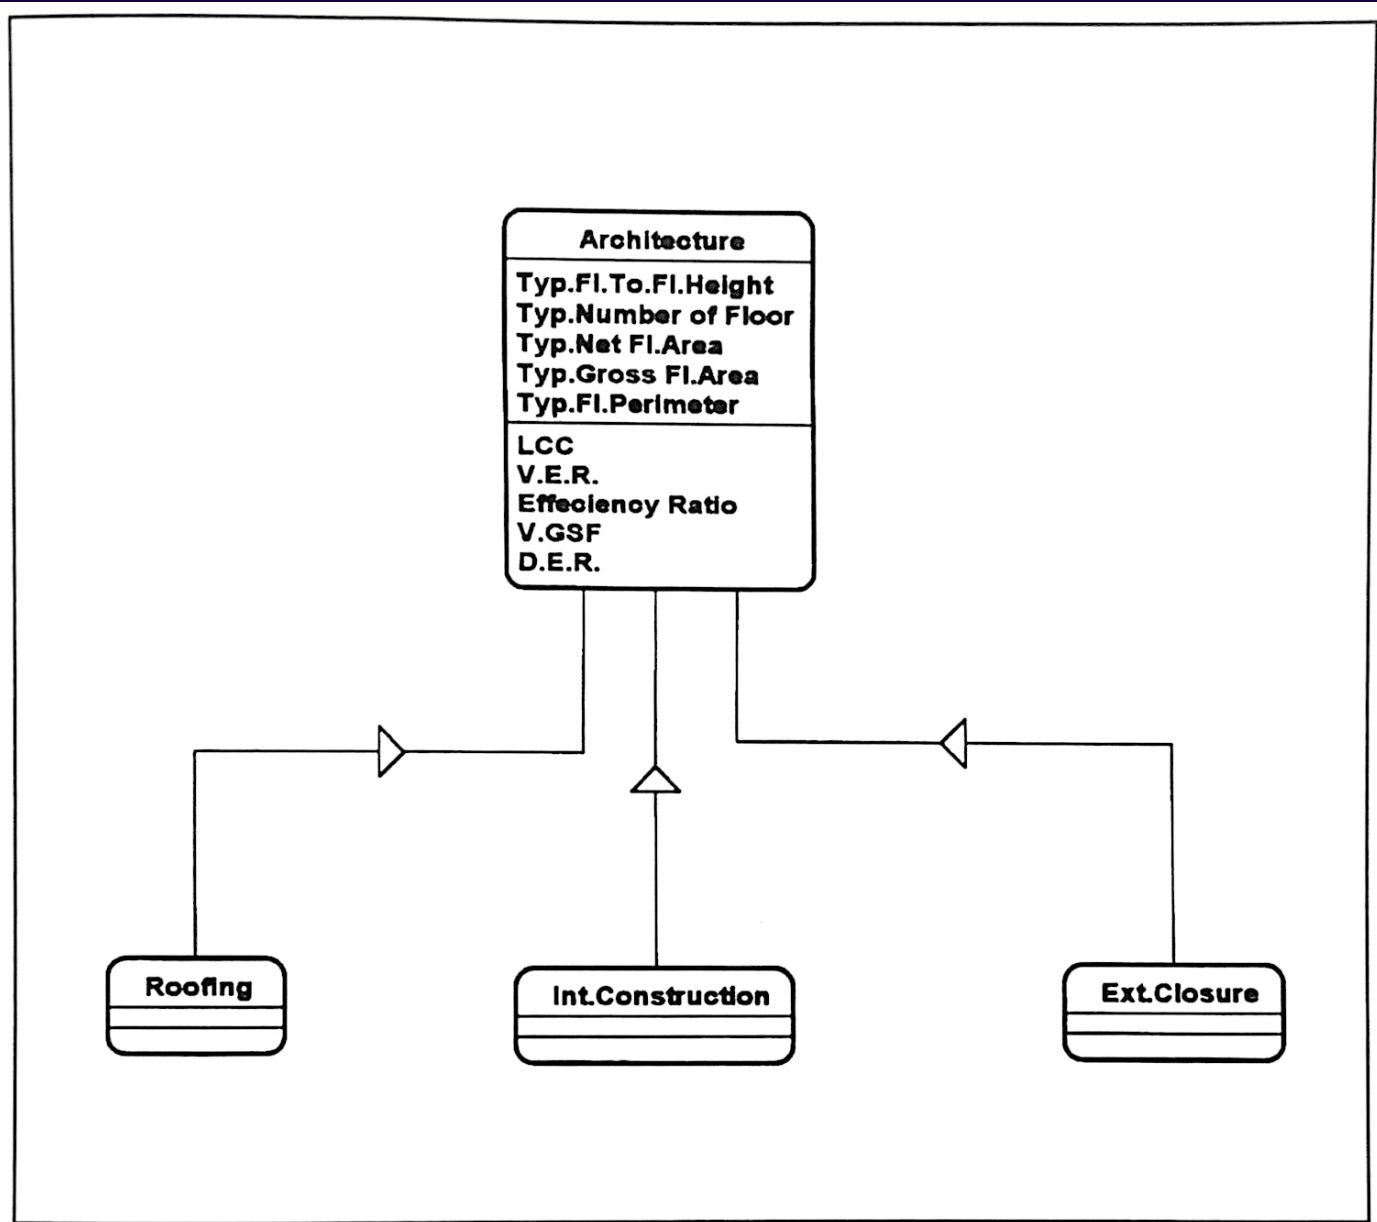 Architecture
Typ.Fl.To.Fl.Height
Typ.Number of Floor
Typ.Net Fl.Area
Typ.Gross Fl.Area
Typ.Fl.Perimeter
LCC
V.E.R.
Effeciency Ratio
V.GSF
D.E.R.
Roofing
Int.Construction
Ext.Closure